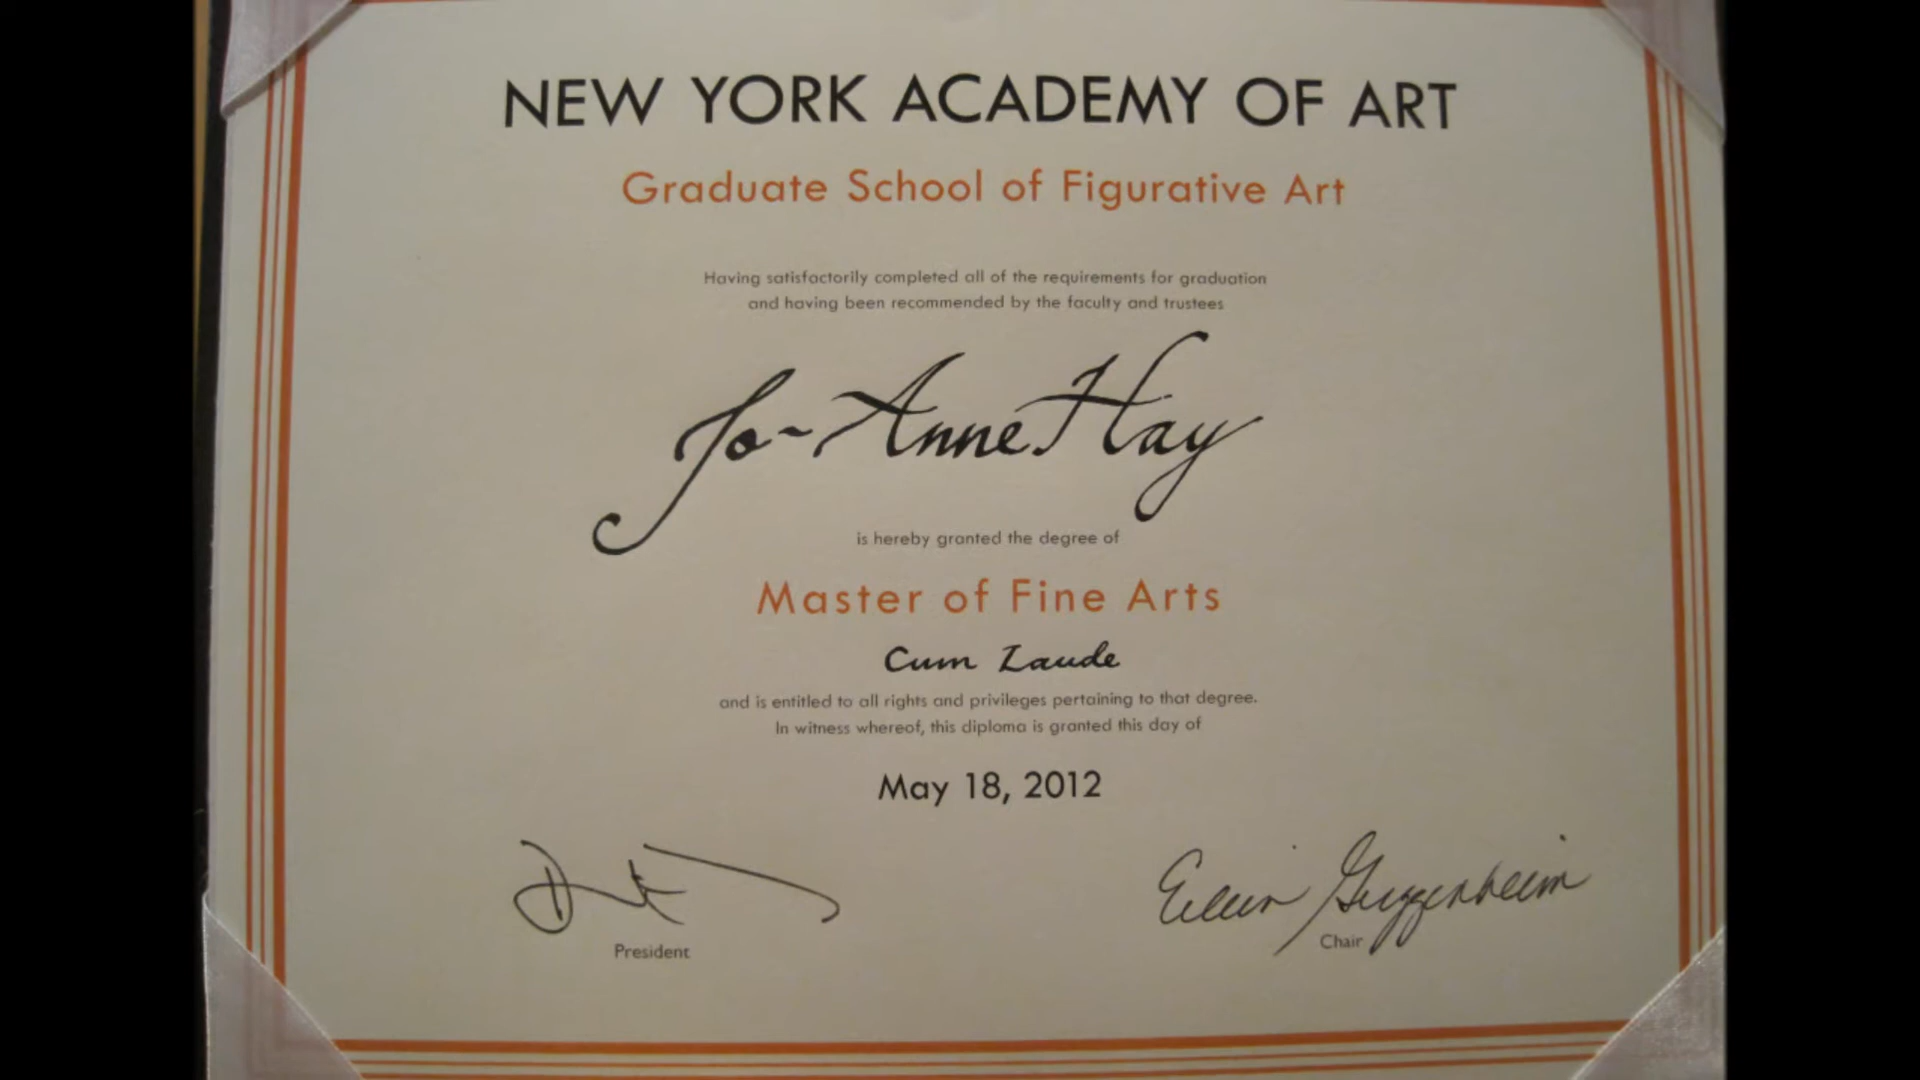 NEW YORK ACADEMY OF ART
Graduate School of Figurative Art
Having satisfactorily completed all of the requirements for graduation
and having been recommended by the faculty and trustees
Jo-Anne Hay
is hereby granted the degree of
Master of Fine Arts
Cum Laude
and is entitled to all rights and privileges pertaining to that degree.
In witness whereof, this diploma is granted this day of
May 18, 2012
Eileen Guggenheim
President
Chair